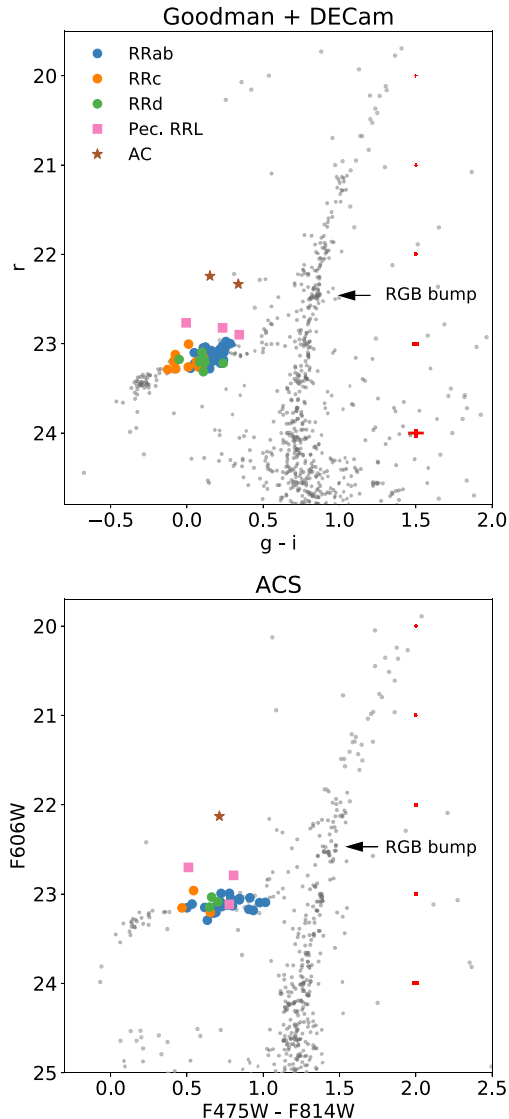 Goodman + DECam
RRab
RRc
RRd
Pec. RRL
AC
20
21
22
23
24
r
RGB bump
−0.5 0.0 0.5 1.0 1.5 2.0
g - i
ACS
20
21
22
23
24
25
F606W
RGB bump
0.0 0.5 1.0 1.5 2.0 2.5
F475W - F814W